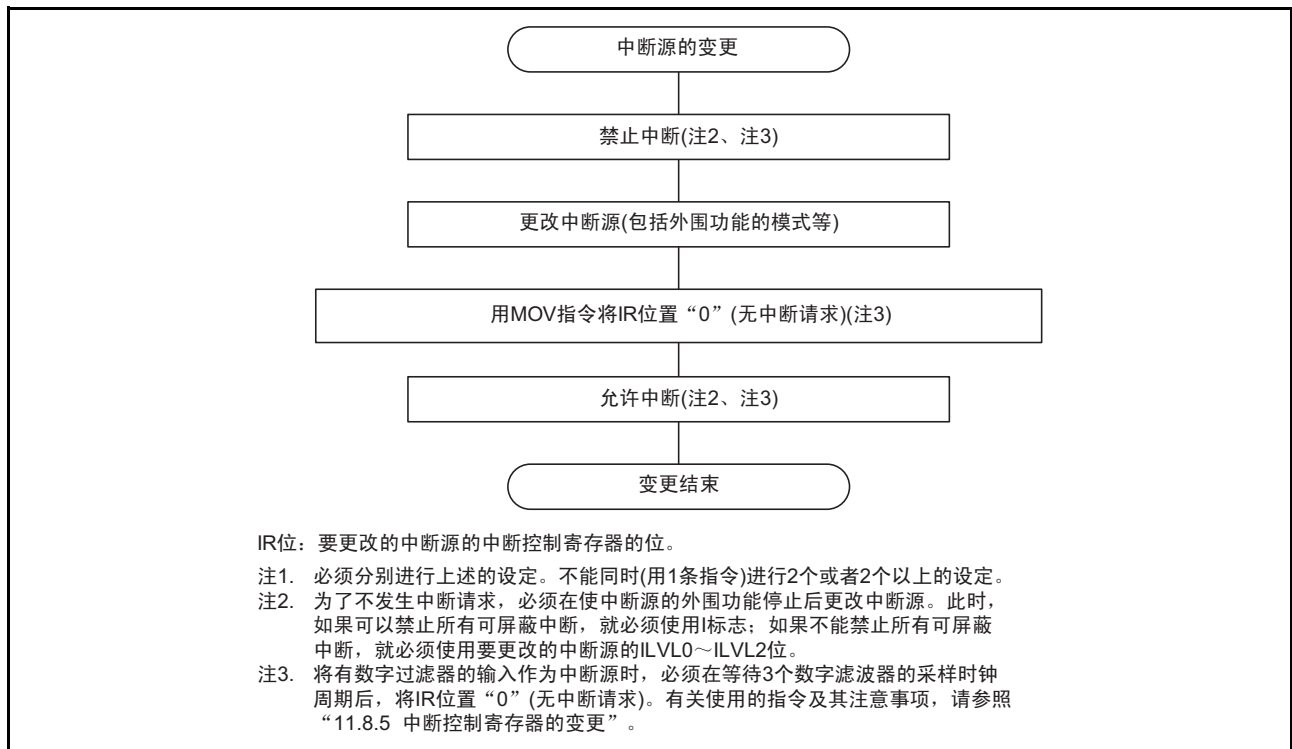 中断源的变更
禁止中断(注2、注3)
更改中断源(包括外围功能的模式等)
用MOV指令将IR位置“0”(无中断请求)(注3)
允许中断(注2、注3)
变更结束
IR位：要更改的中断源的中断控制寄存器的位。
注1. 必须分别进行上述的设定。不能同时(用1条指令)进行2个或者2个以上的设定。
注2. 为了不发生中断请求，必须在使中断源的外围功能停止后更改中断源。此时，
如果可以禁止所有可屏蔽中断，就必须使用I标志；如果不能禁止所有可屏蔽
中断，就必须使用要更改的中断源的ILVL0～ILVL2位。
注3. 将有数字过滤器的输入作为中断源时，必须在等待3个数字滤波器的采样时钟
周期后，将IR位置“0”(无中断请求)。有关使用的指令及其注意事项，请参照
“11.8.5 中断控制寄存器的变更”。